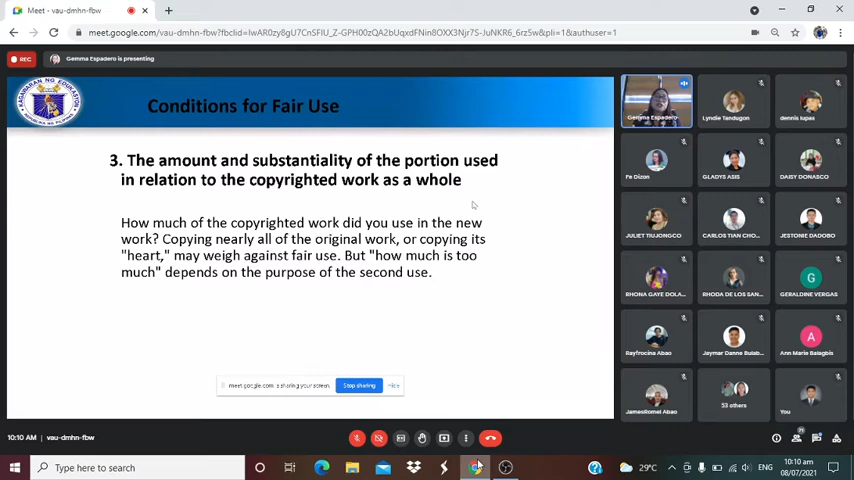 Meet - vau-dmhn-fbw
meet.google.com/vau-dmhn-fbw?fbclid=IwAR0zy8gU7CnSFIU_Z-GPH00zQA2bUqxdFNin8OXX3Njr7S-JuNKR6_6rz5w&pli=1&authuser=1
REC
Gemma Espadero is presenting
KAGAWARAN NG EDUKASYON
REPUBLIKA NG PILIPINAS
Conditions for Fair Use
3. The amount and substantiality of the portion used
in relation to the copyrighted work as a whole
How much of the copyrighted work did you use in the new
work? Copying nearly all of the original work, or copying its
"heart," may weigh against fair use. But "how much is too
much" depends on the purpose of the second use.
meet.google.com is sharing your screen.
Stop sharing
Hide
Gemma Espadero
Lyndie Tandugon
dennis lupas
Fe Dizon
GLADYS ASIS
DAISY DONASCO
JULIET TIUJONGCO
CARLOS TIAN CHO...
JESTONIE DADOBO
RHONA GAYE DOLA...
RHODA DE LOS SAN...
G
GERALDINE VERGAS
Rayfrocina Abao
Jaymar Danne Bulab...
A
Ann Marie Balagbis
JamesRomel Abao
53 others
You
10:10 AM
vau-dmhn-fbw
71
Type here to search
29°C
ENG
10:10 am
08/07/2021